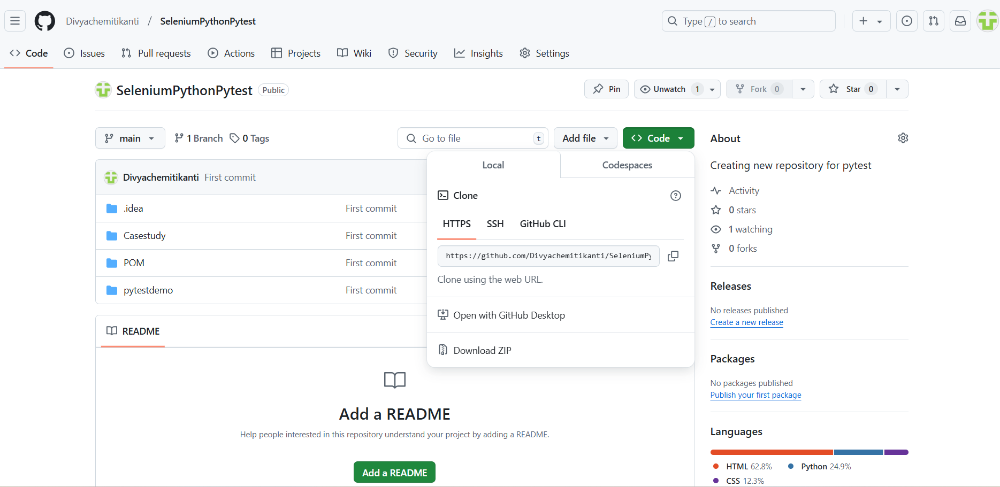 Divyachemitikanti / SeleniumPythonPytest
Type / to search
Code Issues Pull requests Actions Projects Wiki Security Insights Settings
SeleniumPythonPytest Public
Pin Unwatch 1 Fork 0 Star 0
main 1 Branch 0 Tags
Go to file t Add file Code
Local Codespaces
Clone
HTTPS SSH GitHub CLI
https://github.com/Divyachemitikanti/SeleniumPy
Clone using the web URL.
Open with GitHub Desktop
Download ZIP
Divyachemitikanti First commit
.idea First commit
Casestudy First commit
POM First commit
pytestdemo First commit
README
Add a README
Help people interested in this repository understand your project by adding a README.
Add a README
About
Creating new repository for pytest
Activity
0 stars
1 watching
0 forks
Releases
No releases published
Create a new release
Packages
No packages published
Publish your first package
Languages
HTML 62.8% Python 24.9%
CSS 12.3%